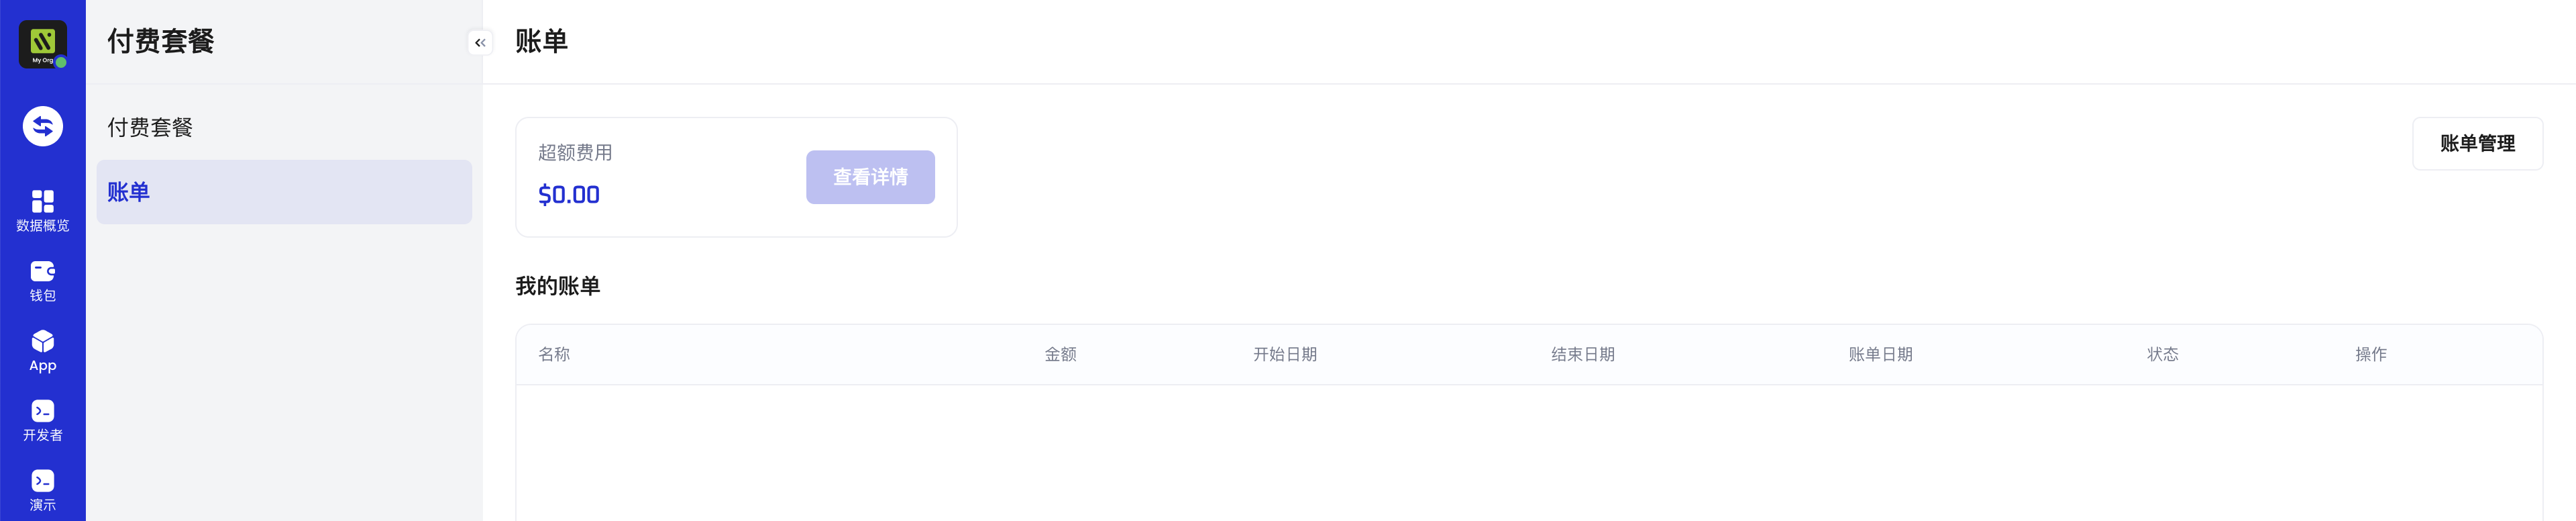 My Org
数据概览
钱包
App
开发者
演示
付费套餐
付费套餐
账单
账单
超额费用
$0.00
查看详情
账单管理
我的账单
名称 金额 开始日期 结束日期 账单日期 状态 操作